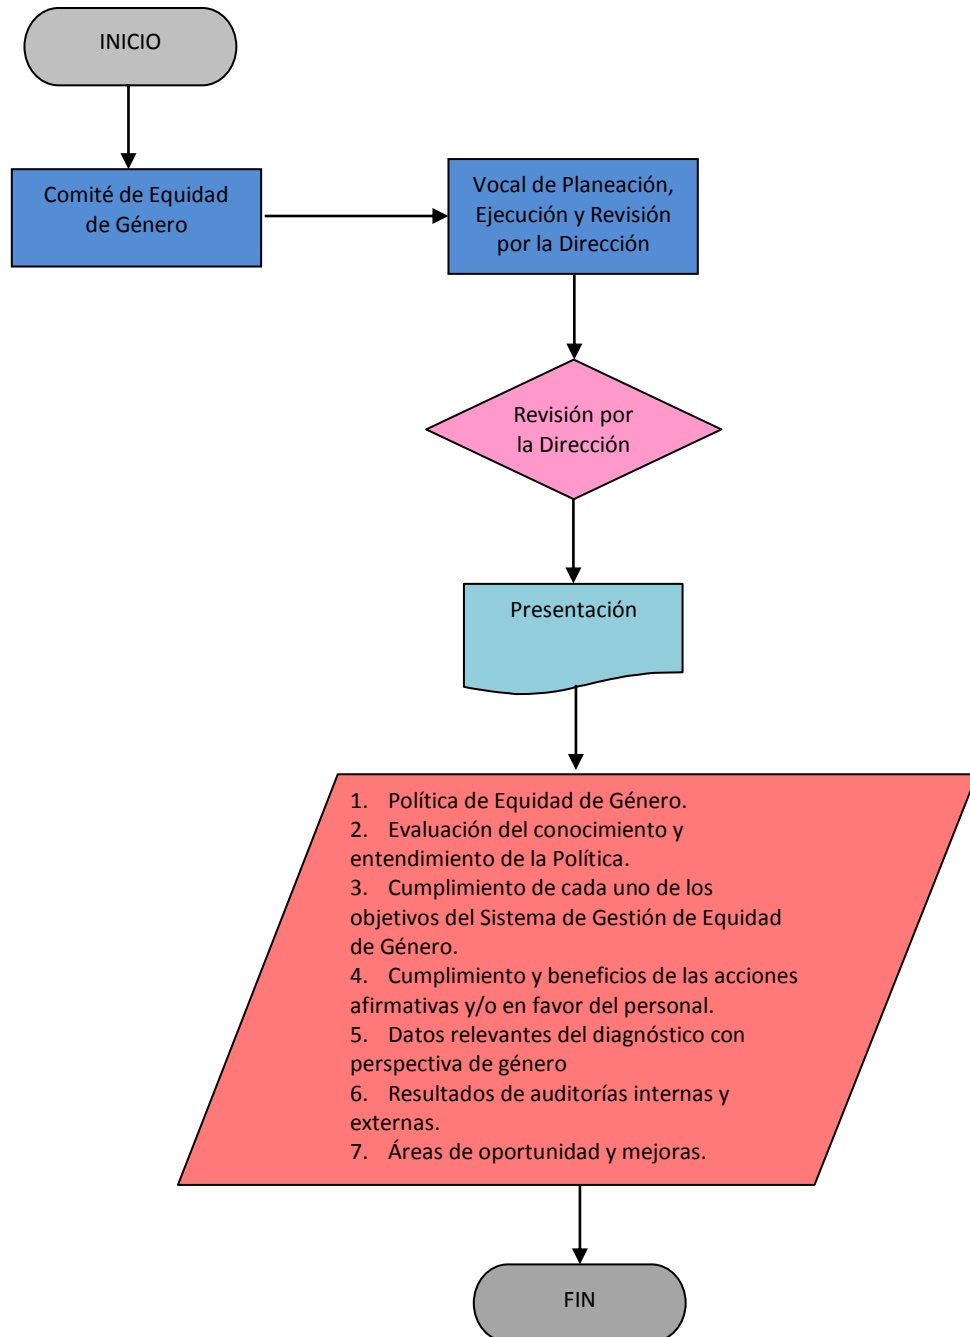 INICIO
Comité de Equidad
de Género
Vocal de Planeación,
Ejecución y Revisión
por la Dirección
Revisión por
la Dirección
Presentación
1. Política de Equidad de Género.
2. Evaluación del conocimiento y
entendimiento de la Política.
3. Cumplimiento de cada uno de los
objetivos del Sistema de Gestión de Equidad
de Género.
4. Cumplimiento y beneficios de las acciones
afirmativas y/o en favor del personal.
5. Datos relevantes del diagnóstico con
perspectiva de género
6. Resultados de auditorías internas y
externas.
7. Áreas de oportunidad y mejoras.
FIN